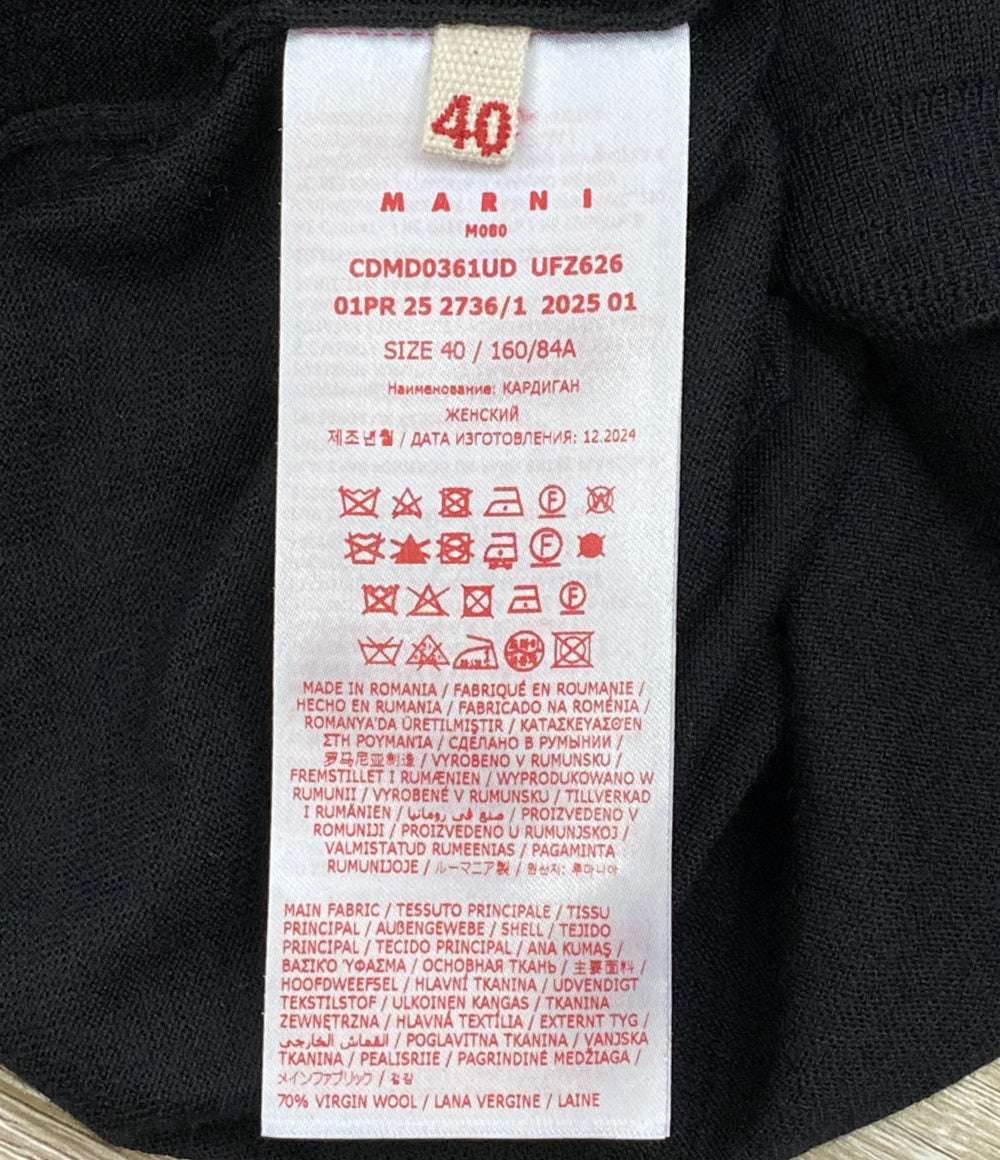 40
MARNI
M0B0
CDMD0361UD UFZ626
01PR 25 2736/1 2025 01
SIZE 40 / 160/84A
Наименование: КАРДИГАН
ЖЕНСКИЙ
제조년월 / ДАТА ИЗГОТОВЛЕНИЯ: 12.2024
MADE IN ROMANIA / FABRIQUÉ EN ROUMANIE /
HECHO EN RUMANIA / FABRICADO NA ROMÉNIA /
ROMANYA'DA ÜRETILMIŞTIR / ΚΑΤΑΣΚΕΥΑΣΘΈΝ
ΣΤΗ ΡΟΥΜΑΝΊΑ / СДЕЛАНО В РУМЫНИИ /
罗马尼亚制造 / VYROBENO V RUMUNSKU /
FREMSTILLET I RUMÆNIEN / WYPRODUKOWANO W
RUMUNII / VYROBENÉ V RUMUNSKU / TILLVERKAD
I RUMÄNIEN / صنع في رومانيا / PROIZVEDENO V
ROMUNIJI / PROIZVEDENO U RUMUNJSKOJ /
VALMISTATUD RUMEENIAS / PAGAMINTA
RUMUNIJOJE / ルーマニア製 / 원산지: 루마니아
MAIN FABRIC / TESSUTO PRINCIPALE / TISSU
PRINCIPAL / AUßENGEWEBE / SHELL / TEJIDO
PRINCIPAL / TECIDO PRINCIPAL / ANA KUMAŞ /
ΒΑΣΙΚΌ ΎΦΑΣΜΑ / ОСНОВНАЯ ТКАНЬ / 主要面料 /
HOOFDWEEFSEL / HLAVNÍ TKANINA / UDVENDIGT
TEKSTILSTOF / ULKOINEN KANGAS / TKANINA
ZEWNĘTRZNA / HLAVNÁ TEXTÍLIA / EXTERNT TYG /
القماش الخارجي / POGLAVITNA TKANINA / VANJSKA
TKANINA / PEALISRIIE / PAGRINDINĖ MEDŽIAGA /
メインファブリック / 겉감
70% VIRGIN WOOL / LANA VERGINE / LAINE